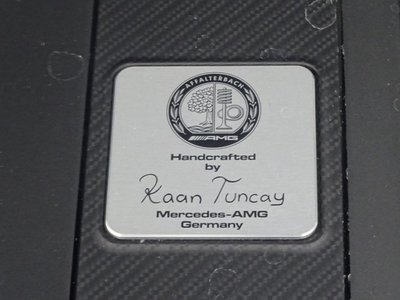 AFFALTERBACH
AMG
Handcrafted
by
Kaan Tuncay
Mercedes-AMG
Germany